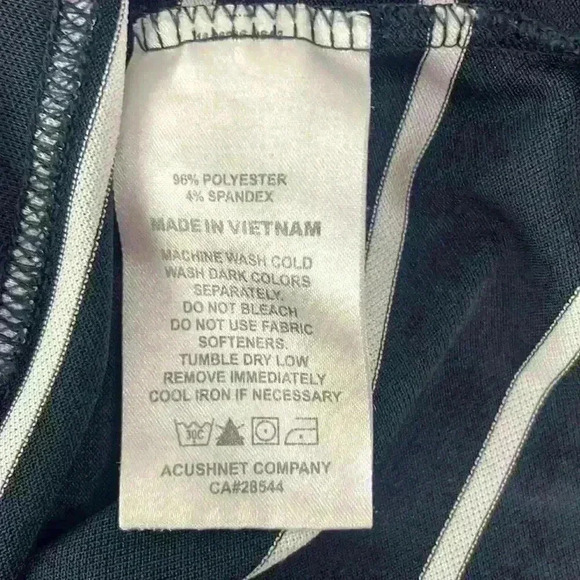 96% POLYESTER
4% SPANDEX
MADE IN VIETNAM
MACHINE WASH COLD
WASH DARK COLORS
SEPARATELY.
DO NOT BLEACH
DO NOT USE FABRIC
SOFTENERS.
TUMBLE DRY LOW
REMOVE IMMEDIATELY
COOL IRON IF NECESSARY
30C
ACUSHNET COMPANY
CA#28544